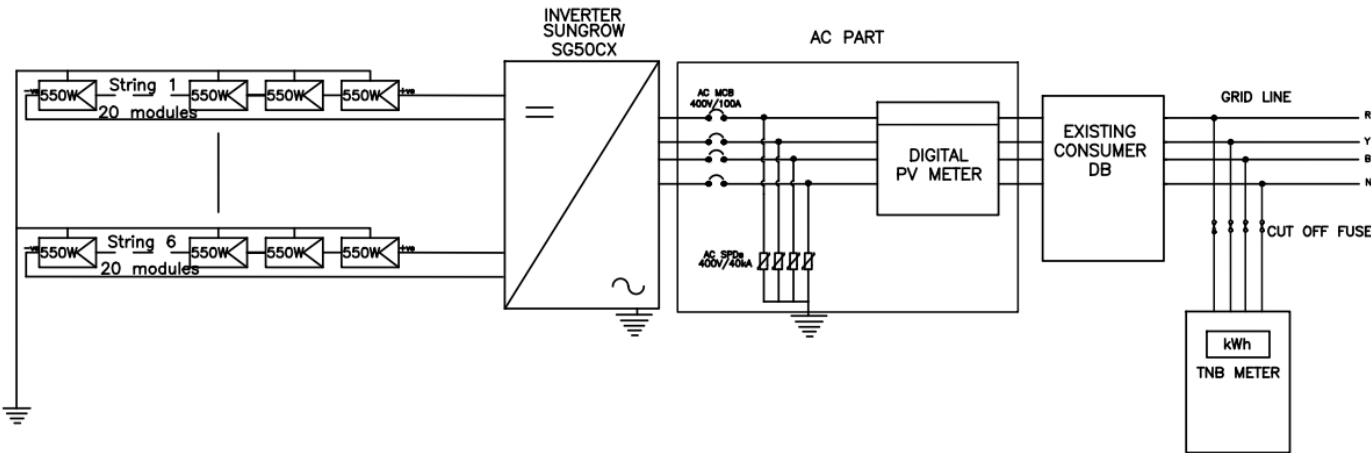 INVERTER
SUNGROW
SG50CX
AC PART
-ve
550W
String 1
20 modules
550W
550W
550W
+ve
AC MCB
400V/100A
GRID LINE
R
Y
B
N
DIGITAL
PV METER
EXISTING
CONSUMER
DB
-ve
550W
String 6
20 modules
550W
550W
550W
+ve
AC SPDs
400V/40kA
CUT OFF FUSE
kWh
TNB METER